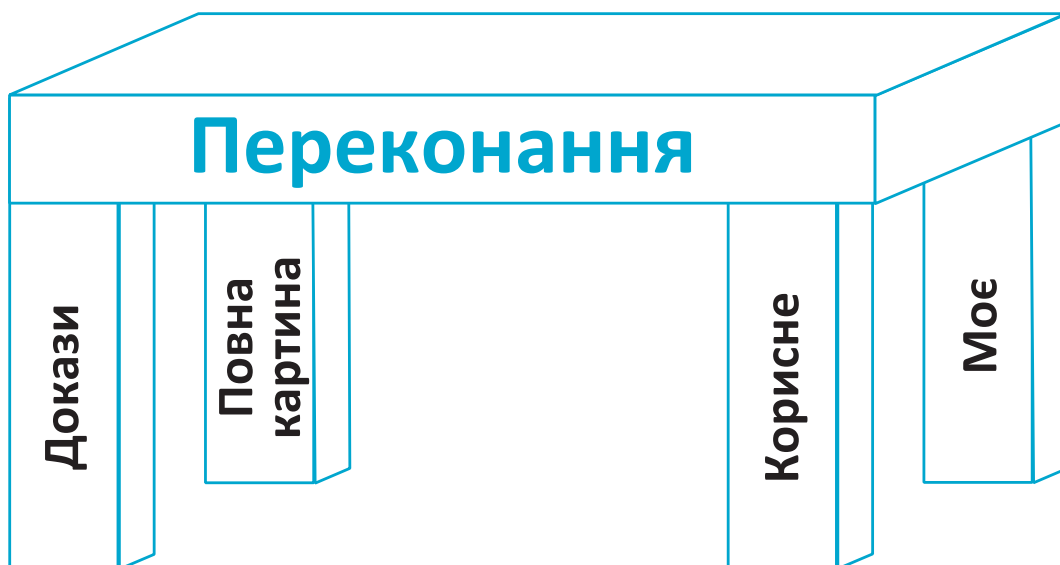 Переконання
Докази
Повна
картина
Корисне
Моє